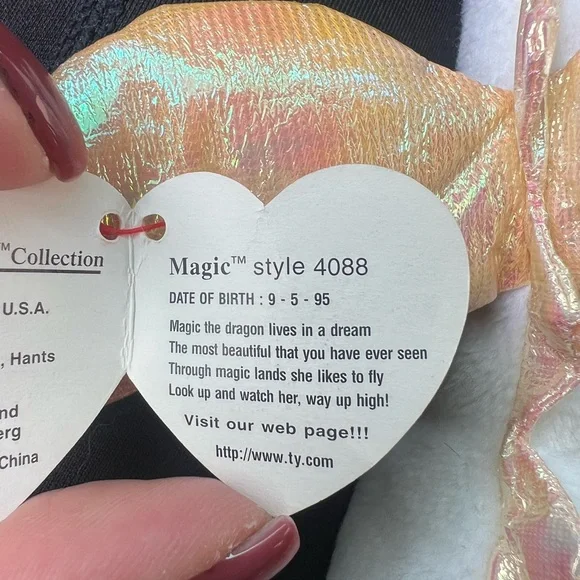 ™Collection
U.S.A.
, Hants
nd
erg
China
Magic™ style 4088
DATE OF BIRTH : 9 - 5 - 95
Magic the dragon lives in a dream
The most beautiful that you have ever seen
Through magic lands she likes to fly
Look up and watch her, way up high!
Visit our web page!!!
http://www.ty.com